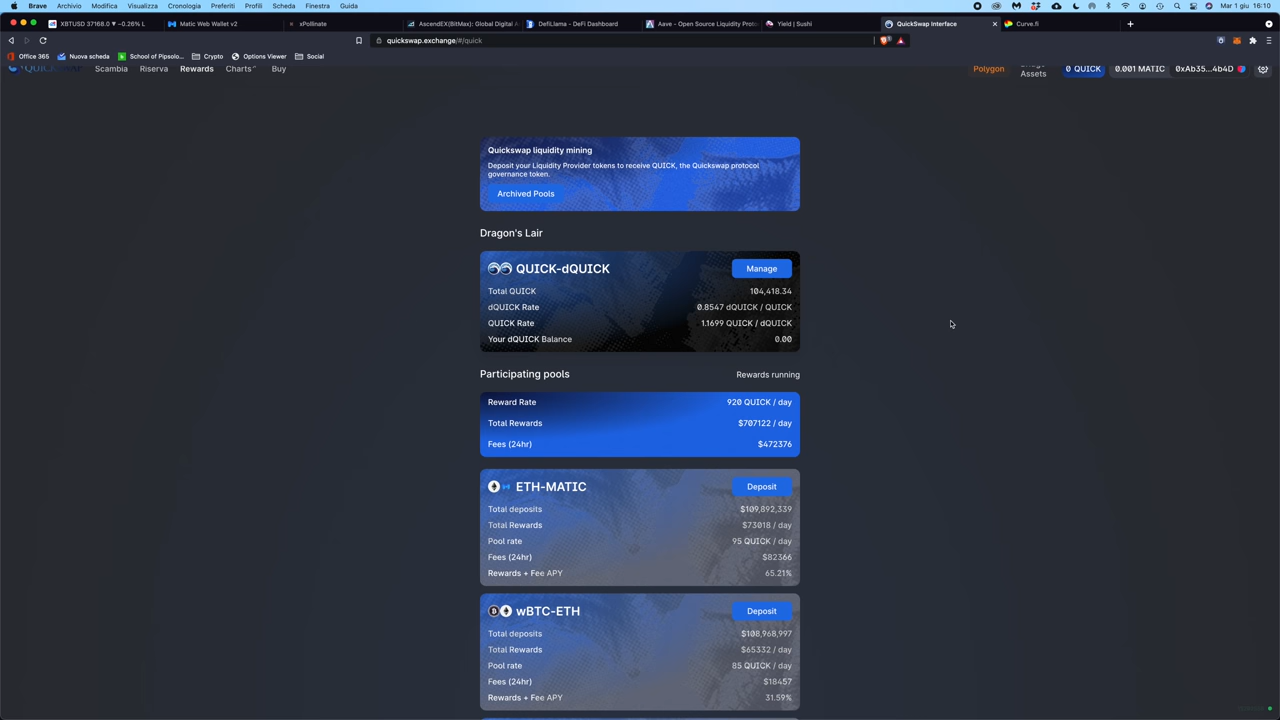 Brave Archivio Modifica Visualizza Cronologia Preferiti Profili Scheda Finestra Guida
Mar 1 giu 16:10
XBTUSD 37168.0 ▾ −0.26% L
Matic Web Wallet v2
xPollinate
AscendEX(BitMax): Global Digital A
DefiLlama - DeFi Dashboard
Aave - Open Source Liquidity Proto
Yield | Sushi
QuickSwap Interface
Curve.fi
quickswap.exchange/#/quick
Office 365
Nuova scheda
School of Pipsolo...
Crypto
Options Viewer
Social
Scambia Riserva Rewards Charts Buy
Polygon
Assets
0 QUICK
0.001 MATIC
0xAb35...4b4D
Quickswap liquidity mining
Deposit your Liquidity Provider tokens to receive QUICK, the Quickswap protocol
governance token.
Archived Pools
Dragon's Lair
QUICK-dQUICK Manage
Total QUICK 104,418.34
dQUICK Rate 0.8547 dQUICK / QUICK
QUICK Rate 1.1699 QUICK / dQUICK
Your dQUICK Balance 0.00
Participating pools Rewards running
Reward Rate 920 QUICK / day
Total Rewards $707122 / day
Fees (24hr) $472376
ETH-MATIC Deposit
Total deposits $109,892,339
Total Rewards $73018 / day
Pool rate 95 QUICK / day
Fees (24hr) $82366
Rewards + Fee APY 65.21%
wBTC-ETH Deposit
Total deposits $108,968,997
Total Rewards $65332 / day
Pool rate 85 QUICK / day
Fees (24hr) $18457
Rewards + Fee APY 31.59%